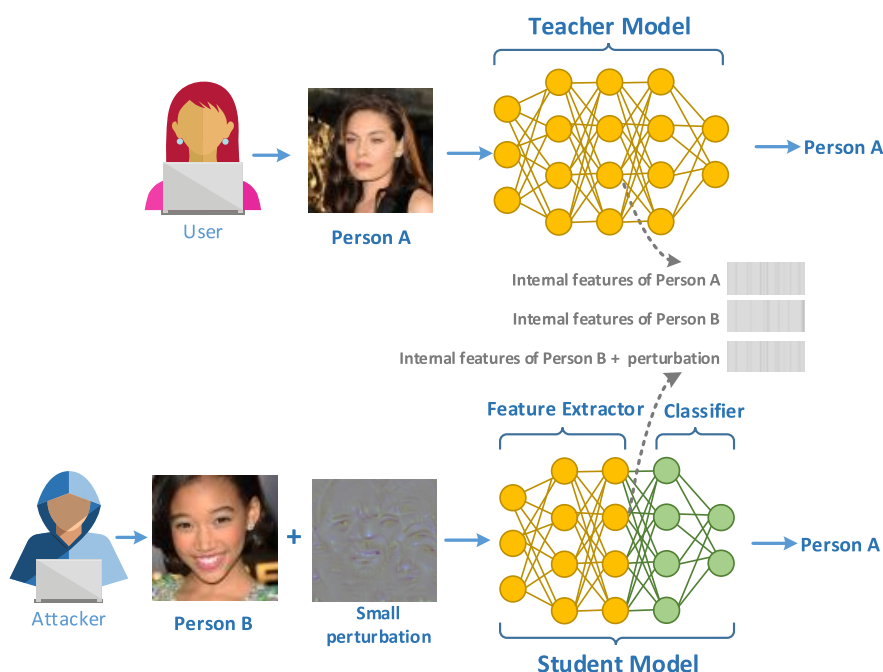 Teacher Model
Person A
User
Person A
Internal features of Person A
Internal features of Person B
Internal features of Person B + perturbation
Feature Extractor
Classifier
+
Person A
Attacker
Person B
Small
perturbation
Student Model